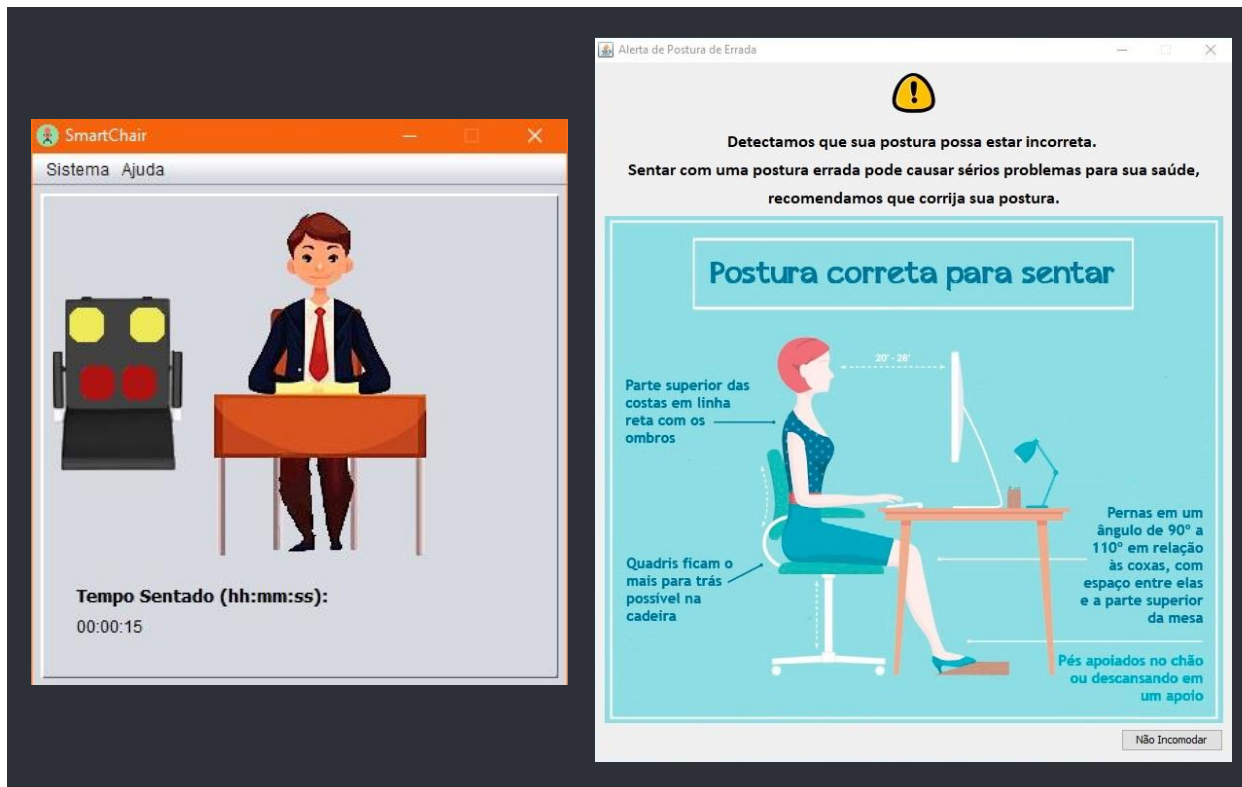 SmartChair
Sistema Ajuda
Tempo Sentado (hh:mm:ss):
00:00:15
Alerta de Postura de Errada
Detectamos que sua postura possa estar incorreta.
Sentar com uma postura errada pode causar sérios problemas para sua saúde,
recomendamos que corrija sua postura.
Postura correta para sentar
20' - 28'
Parte superior das
costas em linha
reta com os
ombros
Quadris ficam o
mais para trás
possível na
cadeira
Pernas em um
ângulo de 90º a
110º em relação
às coxas, com
espaço entre elas
e a parte superior
da mesa
Pés apoiados no chão
ou descansando em
um apoio
Não Incomodar